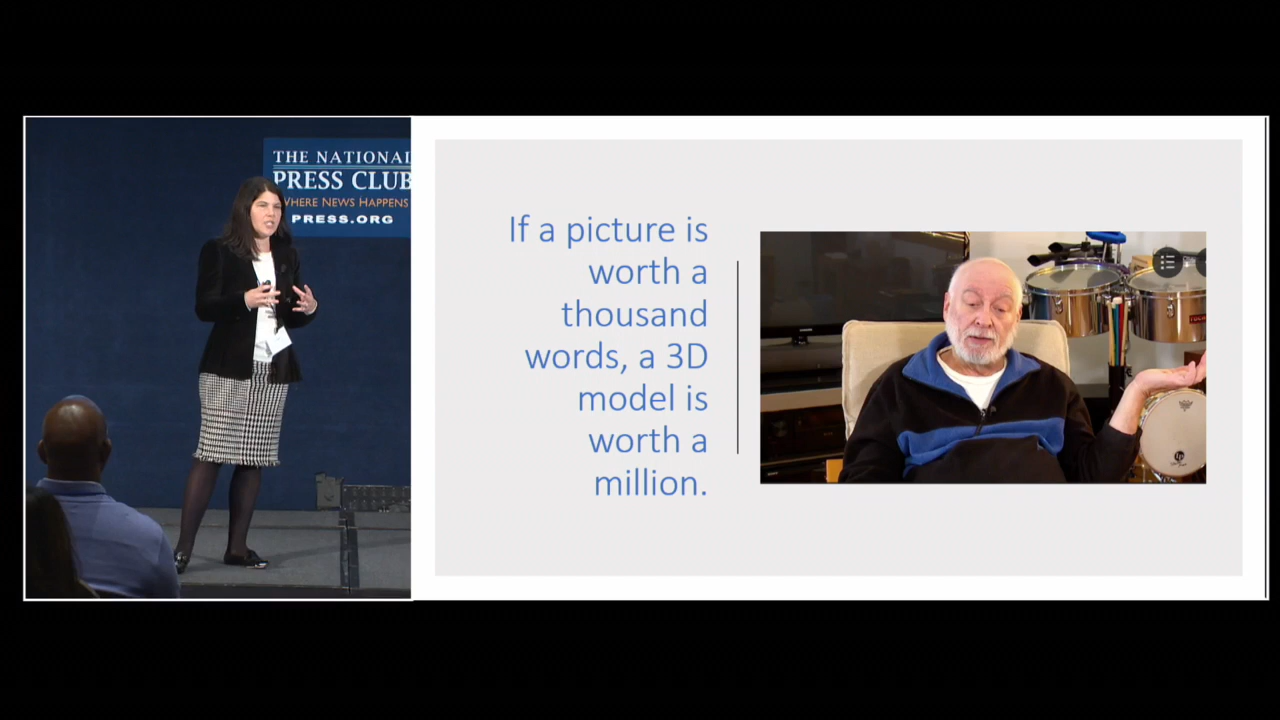 THE NATIONAL
PRESS CLUB
WHERE NEWS HAPPENS
PRESS.ORG
If a picture is
worth a
thousand
words, a 3D
model is
worth a
million.